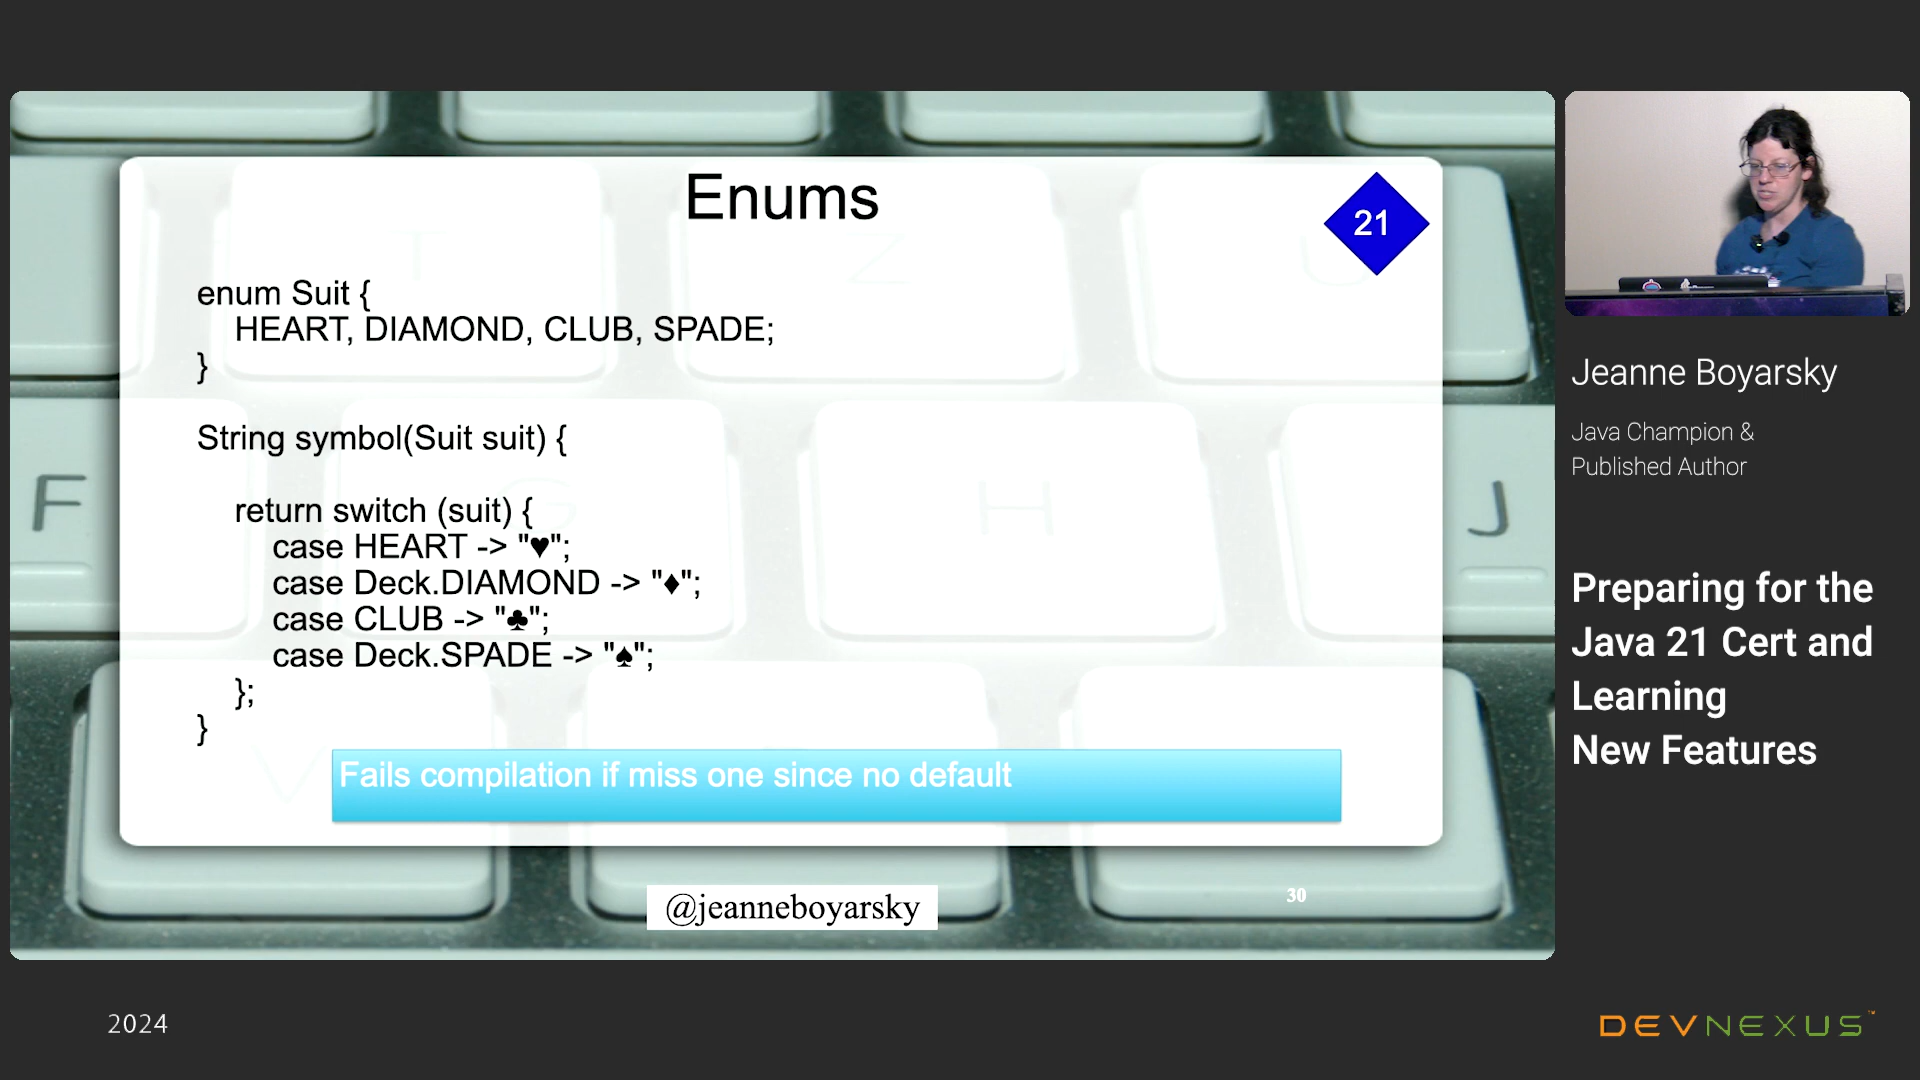 Enums
21
enum Suit {
HEART, DIAMOND, CLUB, SPADE;
}
String symbol(Suit suit) {
return switch (suit) {
case HEART -> "♥";
case Deck.DIAMOND -> "♦";
case CLUB -> "♣";
case Deck.SPADE -> "♠";
};
}
Fails compilation if miss one since no default
@jeanneboyarsky
30
F
G
H
J
T
Z
U
V
Jeanne Boyarsky
Java Champion &
Published Author
Preparing for the
Java 21 Cert and
Learning
New Features
2024
DEVNEXUS™